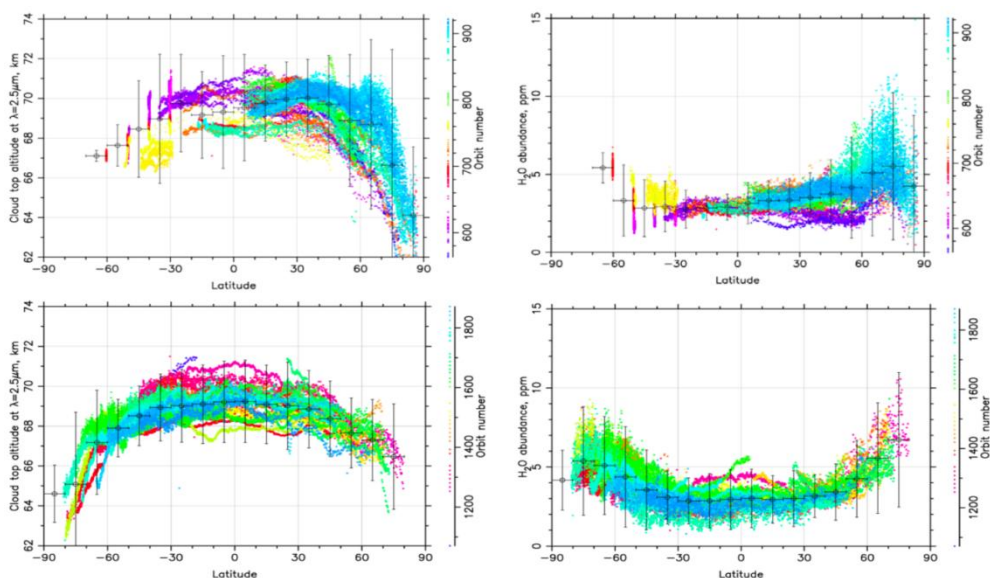 Cloud top altitude at λ=2.5μm, km
74
72
70
68
66
64
62
−90 −60 −30 0 30 60 90
Latitude
900
800
700
600
Orbit number
H2O abundance, ppm
15
10
5
0
−90 −60 −30 0 30 60 90
Latitude
900
800
700
600
Orbit number
Cloud top altitude at λ=2.5μm, km
74
72
70
68
66
64
62
−90 −60 −30 0 30 60 90
Latitude
1800
1600
1400
1200
Orbit number
H2O abundance, ppm
15
10
5
0
−90 −60 −30 0 30 60 90
Latitude
1800
1600
1400
1200
Orbit number